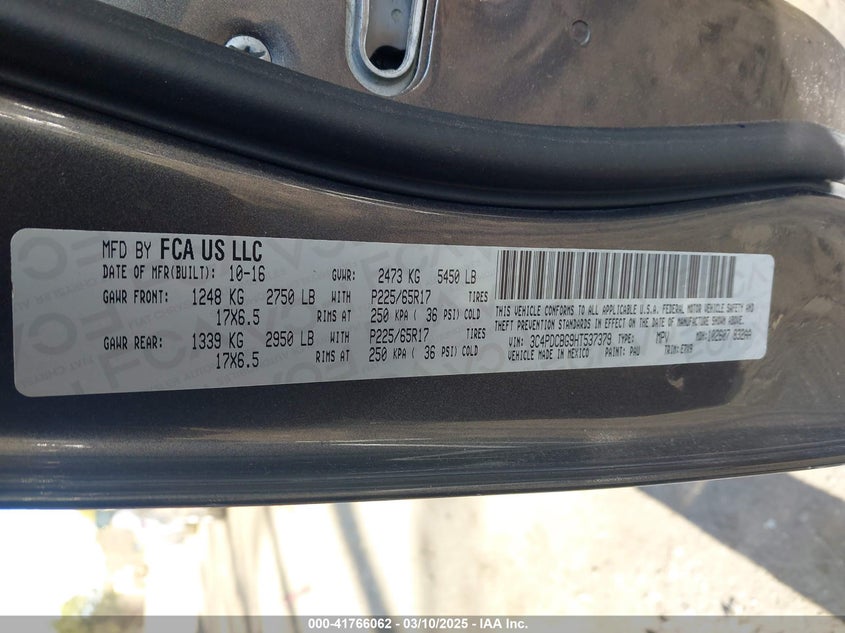 MFD BY FCA US LLC
DATE OF MFR(BUILT): 10-16 GVWR: 2473 KG 5450 LB
GAWR FRONT: 1248 KG 2750 LB WITH P225/65R17 TIRES
17X6.5 RIMS AT 250 KPA ( 36 PSI) COLD
GAWR REAR: 1339 KG 2950 LB WITH P225/65R17 TIRES
17X6.5 RIMS AT 250 KPA ( 36 PSI) COLD
THIS VEHICLE CONFORMS TO ALL APPLICABLE U.S.A. FEDERAL MOTOR VEHICLE SAFETY AND
THEFT PREVENTION STANDARDS IN EFFECT ON THE DATE OF MANUFACTURE SHOWN ABOVE.
VIN: 3C4PDCBG9HT537379 TYPE: MPV MDH: 102607 832AA
VEHICLE MADE IN MEXICO PAINT: PAU TRIM:
000-41766062 - 03/10/2025 - IAA Inc.